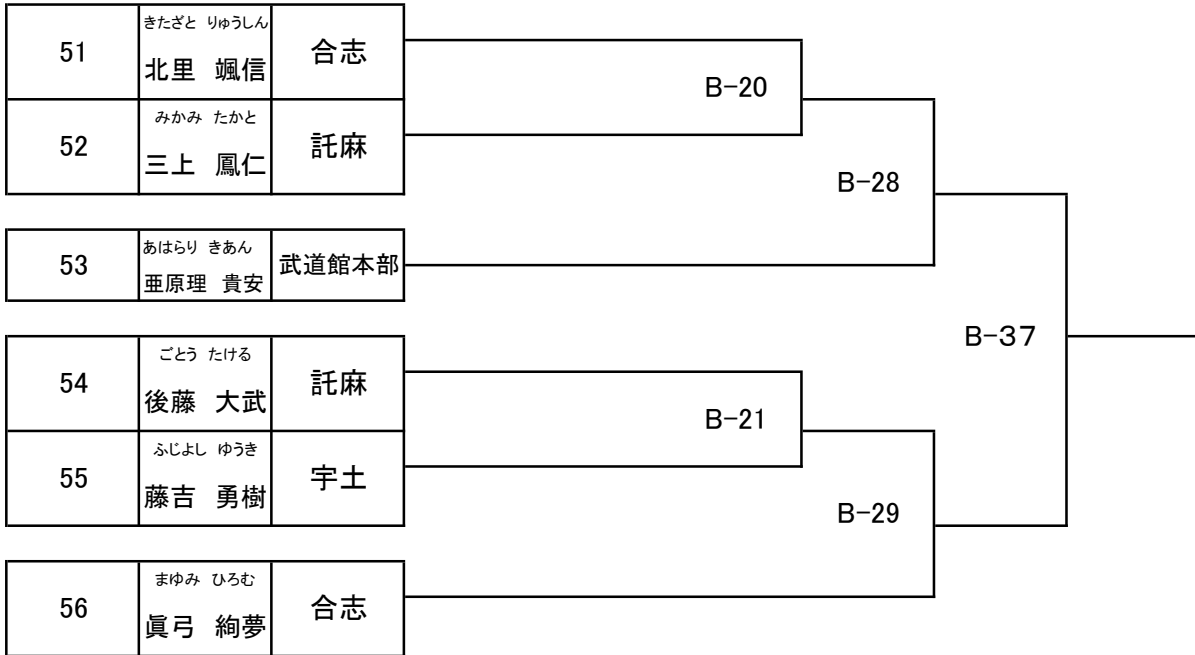 きたざと りゅうしん
51 北里 颯信 合志
B-20
みかみ たかと
52 三上 鳳仁 託麻
B-28
あはらり きあん
53 亜原理 貴安 武道館本部
B-37
ごとう たける
54 後藤 大武 託麻
B-21
ふじよし ゆうき
55 藤吉 勇樹 宇土
B-29
まゆみ ひろむ
56 眞弓 絢夢 合志